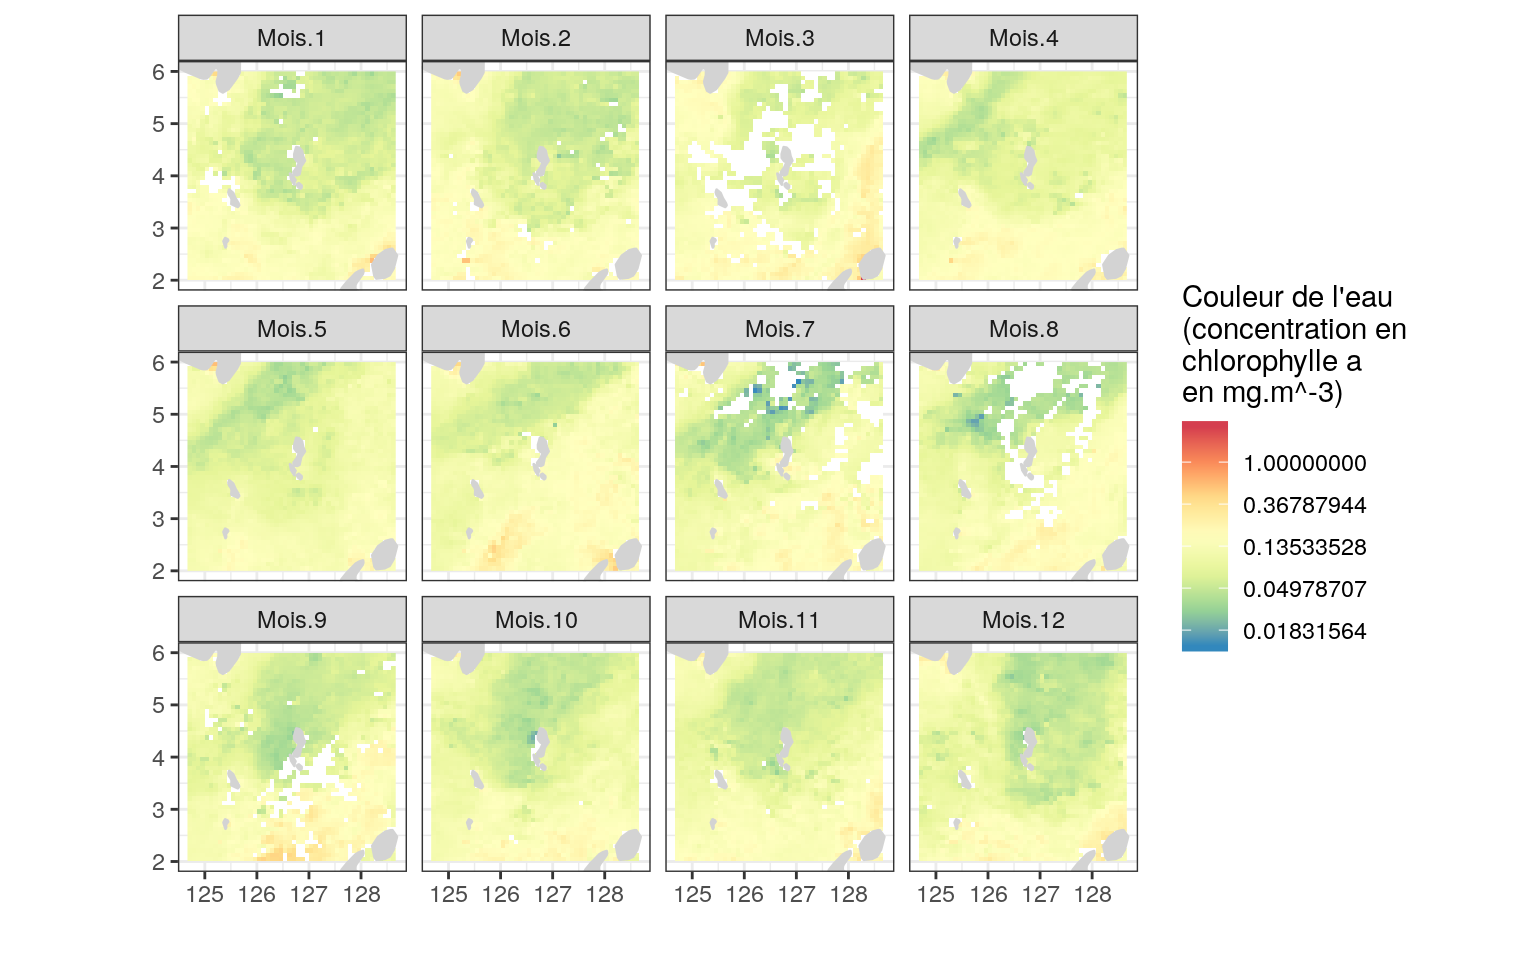 Mois.1 Mois.2 Mois.3 Mois.4
6
5
4
3
2
Mois.5 Mois.6 Mois.7 Mois.8
6
5
4
3
2
Mois.9 Mois.10 Mois.11 Mois.12
6
5
4
3
2
125 126 127 128 125 126 127 128 125 126 127 128 125 126 127 128
Couleur de l'eau
(concentration en
chlorophylle a
en mg.m^-3)
1.00000000
0.36787944
0.13533528
0.04978707
0.01831564